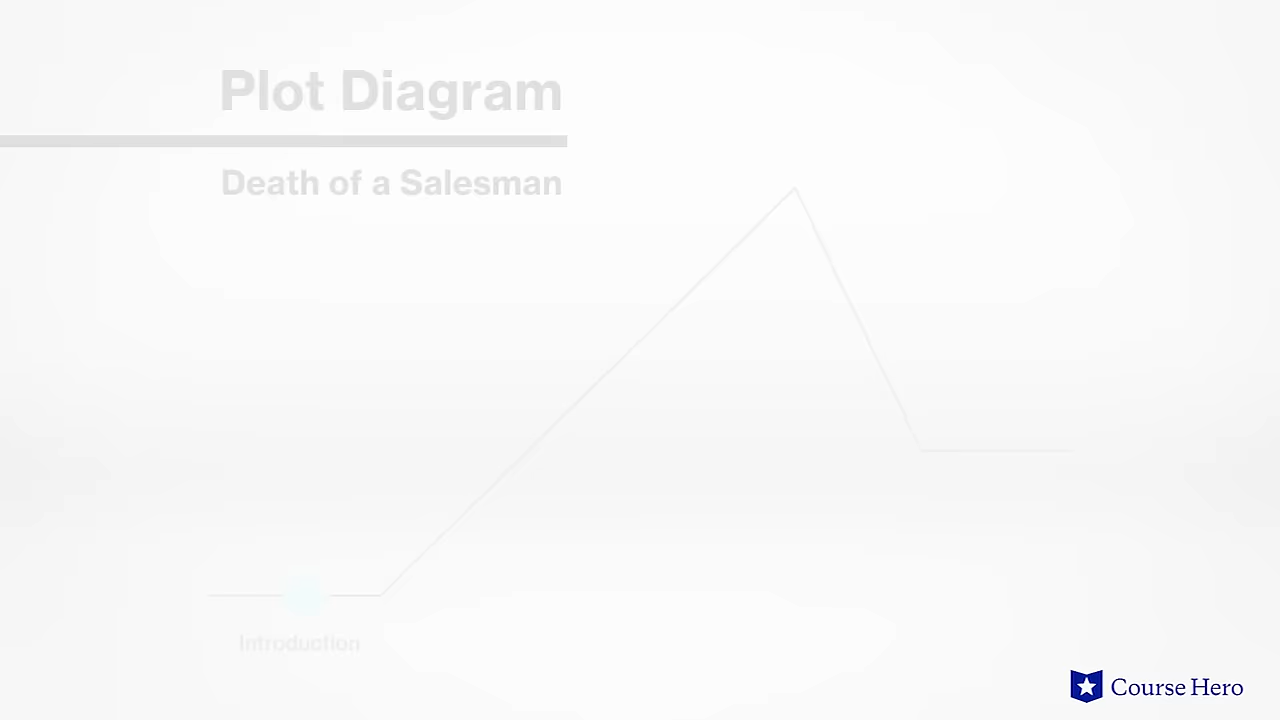 Plot Diagram
Death of a Salesman
Introduction
Course Hero